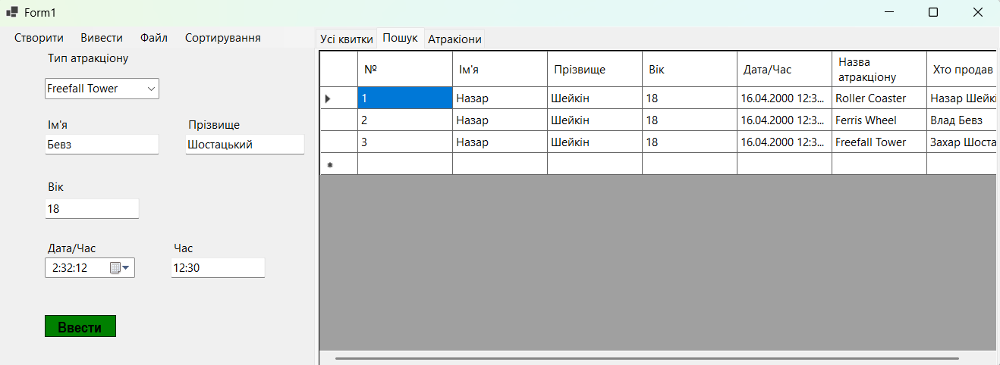 Form1
Створити Вивести Файл Сортирування
Тип атракціону
Freefall Tower
Ім'я Прізвище
Бевз Шостацький
Вік
18
Дата/Час Час
2:32:12 12:30
Ввести
Усі квитки Пошук Атракіони
№ Ім'я Прізвище Вік Дата/Час Назва атракціону Хто продав
1 Назар Шейкін 18 16.04.2000 12:3... Roller Coaster Назар Шейкі
2 Назар Шейкін 18 16.04.2000 12:3... Ferris Wheel Влад Бевз
3 Назар Шейкін 18 16.04.2000 12:3... Freefall Tower Захар Шоста